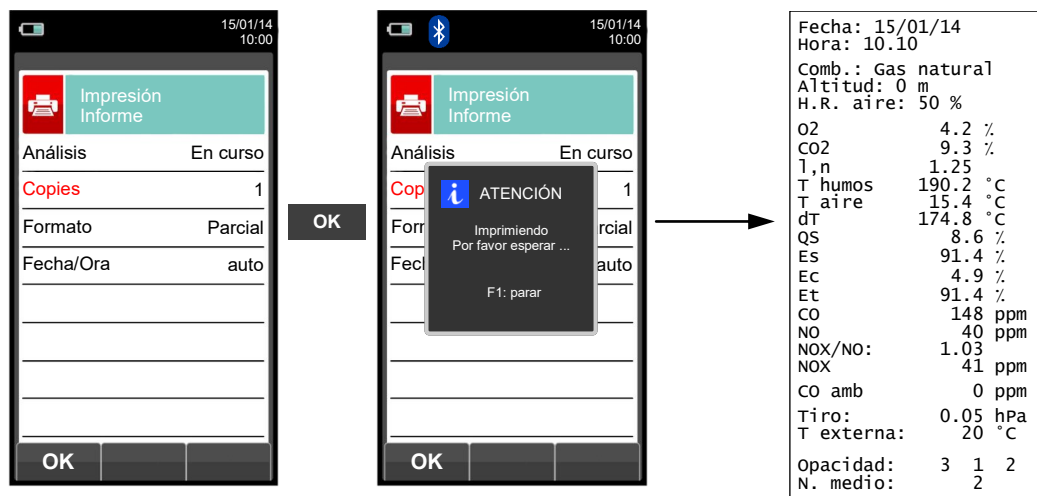 15/01/14
10:00
Impresión
Informe
Análisis En curso
Copies 1
Formato Parcial
Fecha/Ora auto
OK
OK
15/01/14
10:00
Impresión
Informe
Análisis En curso
Cop 1
Form rcial
Fech auto
i ATENCIÓN
Imprimiendo
Por favor esperar ...
F1: parar
OK
Fecha: 15/01/14
Hora: 10.10
Comb.: Gas natural
Altitud: 0 m
H.R. aire: 50 %
O2 4.2 %
CO2 9.3 %
l,n 1.25
T humos 190.2 °C
T aire 15.4 °C
dT 174.8 °C
QS 8.6 %
Es 91.4 %
Ec 4.9 %
Et 91.4 %
CO 148 ppm
NO 40 ppm
NOX/NO: 1.03
NOX 41 ppm
CO amb 0 ppm
Tiro: 0.05 hPa
T externa: 20 °C
Opacidad: 3 1 2
N. medio: 2